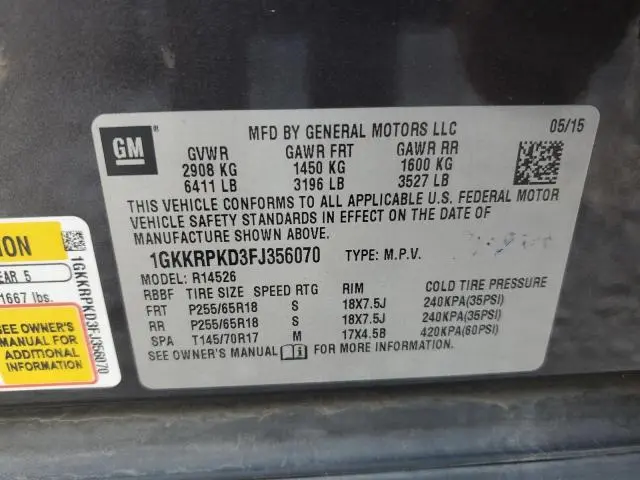 GM
MFD BY GENERAL MOTORS LLC 05/15
GVWR GAWR FRT GAWR RR
2908 KG 1450 KG 1600 KG
6411 LB 3196 LB 3527 LB
THIS VEHICLE CONFORMS TO ALL APPLICABLE U.S. FEDERAL MOTOR
VEHICLE SAFETY STANDARDS IN EFFECT ON THE DATE OF
MANUFACTURE SHOWN ABOVE.
1GKKRPKD3FJ356070 TYPE: M.P.V.
MODEL: R14526
RBBF TIRE SIZE SPEED RTG RIM COLD TIRE PRESSURE
FRT P255/65R18 S 18X7.5J 240KPA(35PSI)
RR P255/65R18 S 18X7.5J 240KPA(35PSI)
SPA T145/70R17 M 17X4.5B 420KPA(60PSI)
SEE OWNER'S MANUAL FOR MORE INFORMATION
ION
EAR 5
1667 lbs.
SEE OWNER'S
MANUAL FOR
ADDITIONAL
INFORMATION
1GKKRPKD3FJ356070